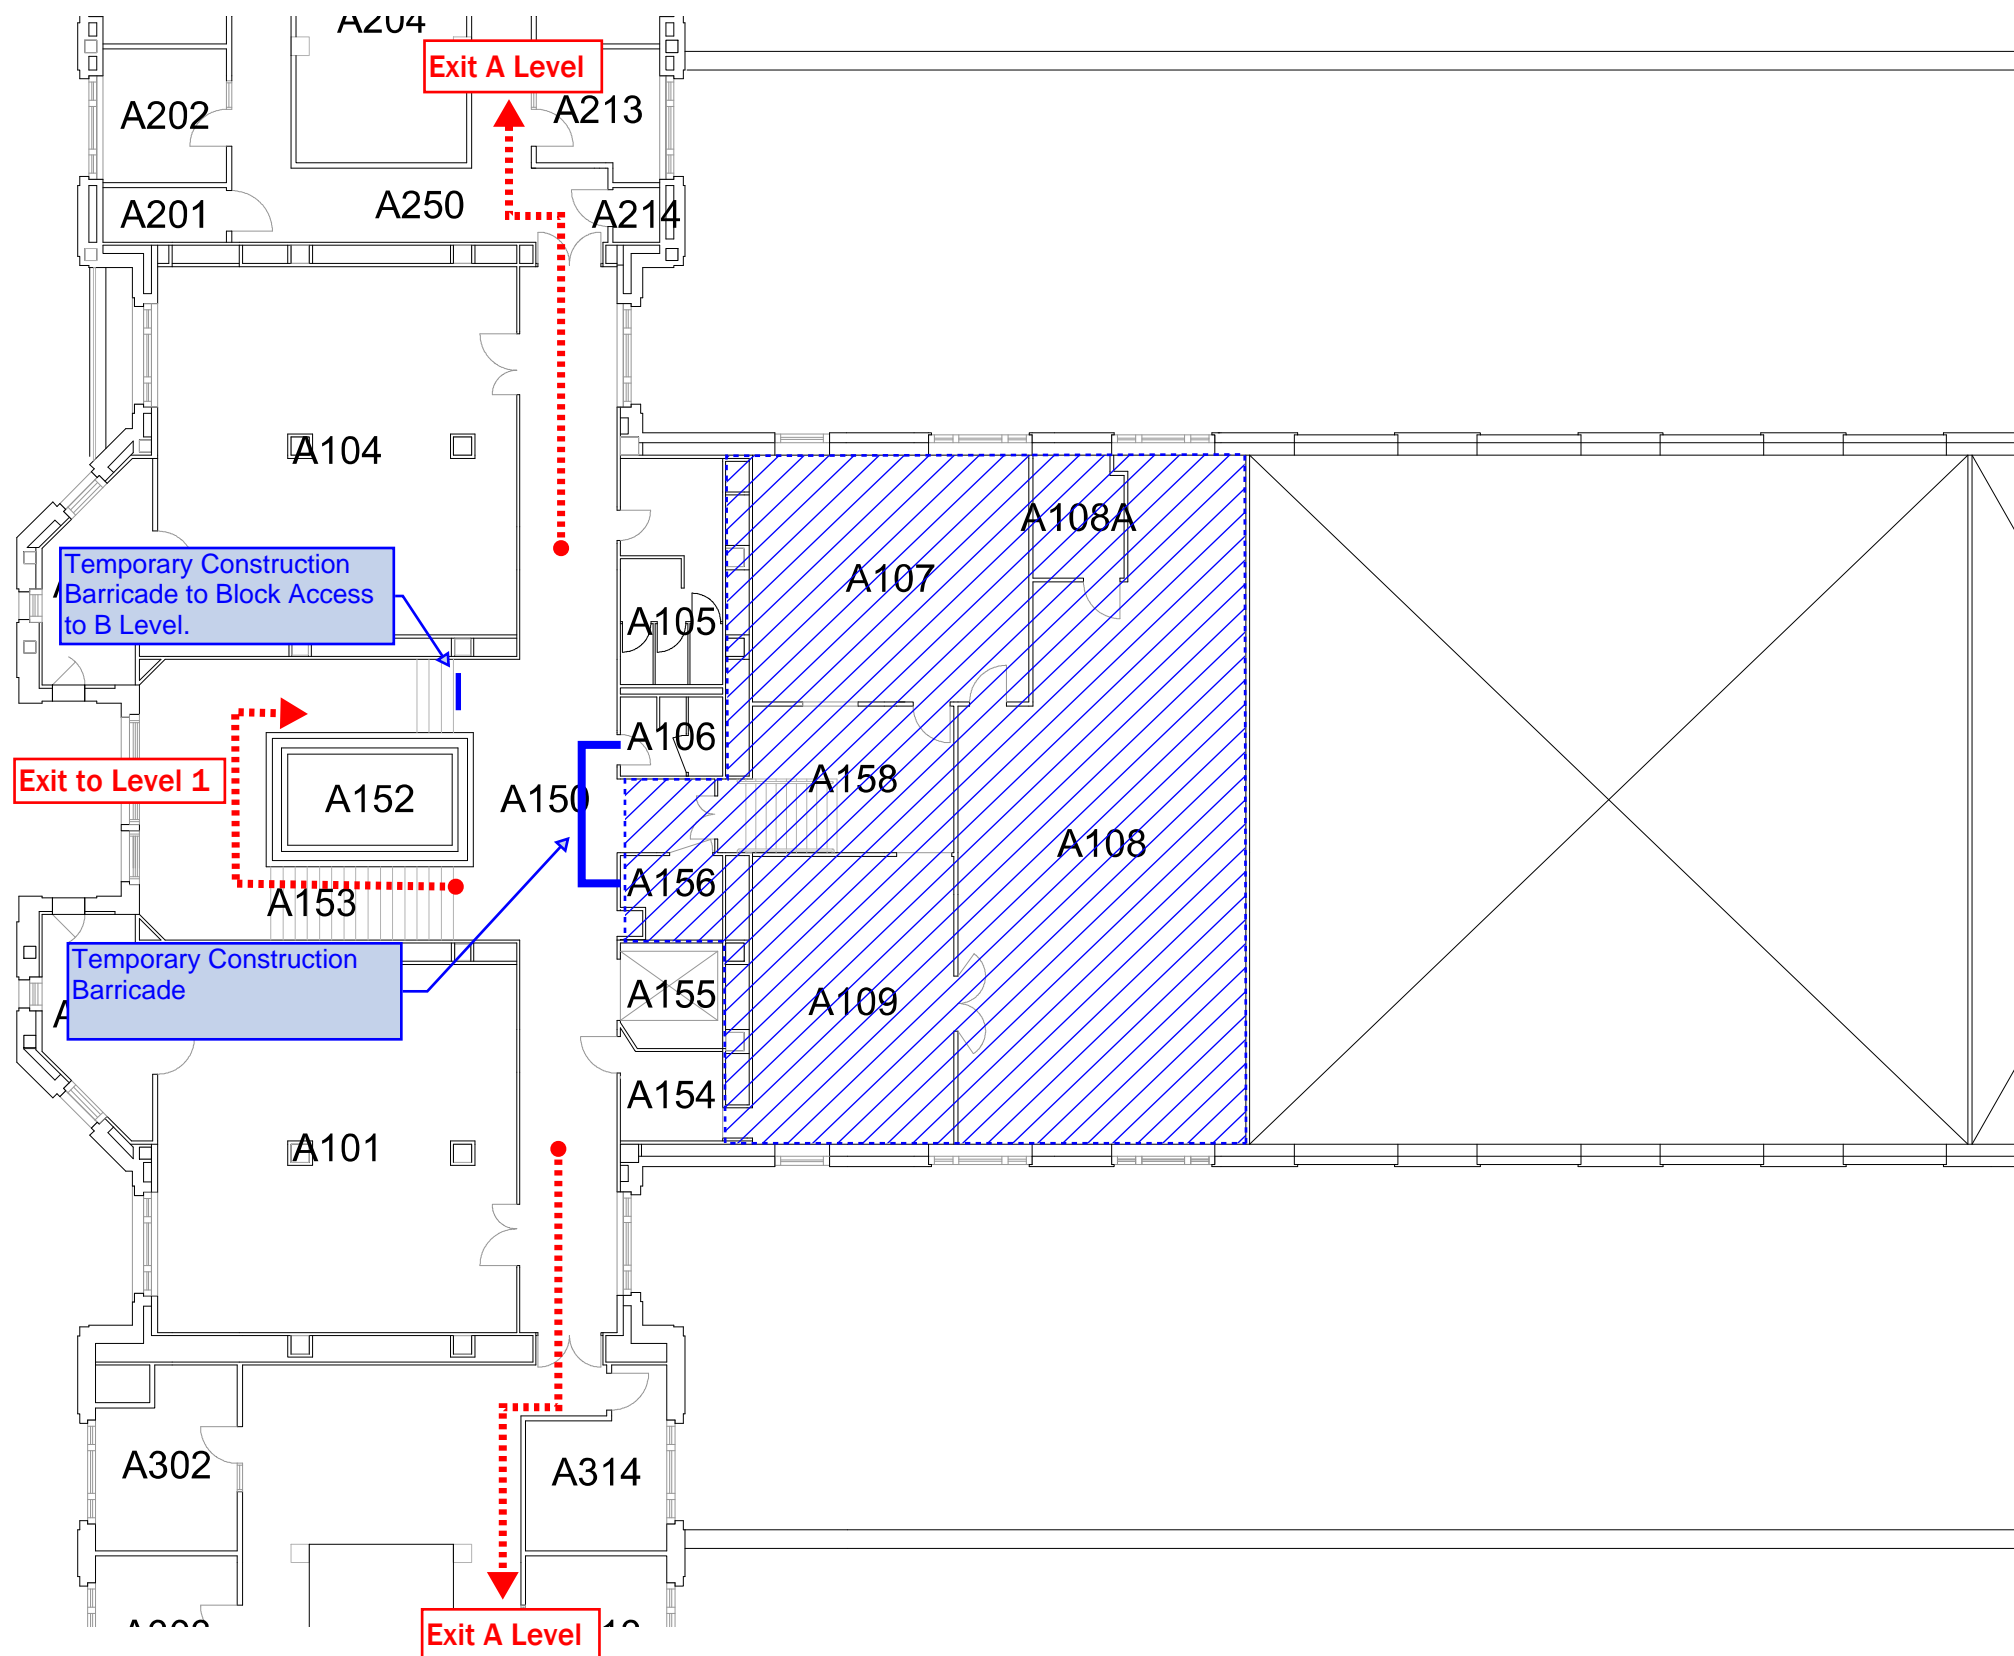 A204
Exit A Level
A202
A213
A201
A250
A214
A104
A108A
Temporary Construction
Barricade to Block Access
to B Level.
A107
A105
A106
Exit to Level 1
A152
A150
A158
A108
A153
A156
Temporary Construction
Barricade
A155
A109
A154
A101
A302
A314
Exit A Level